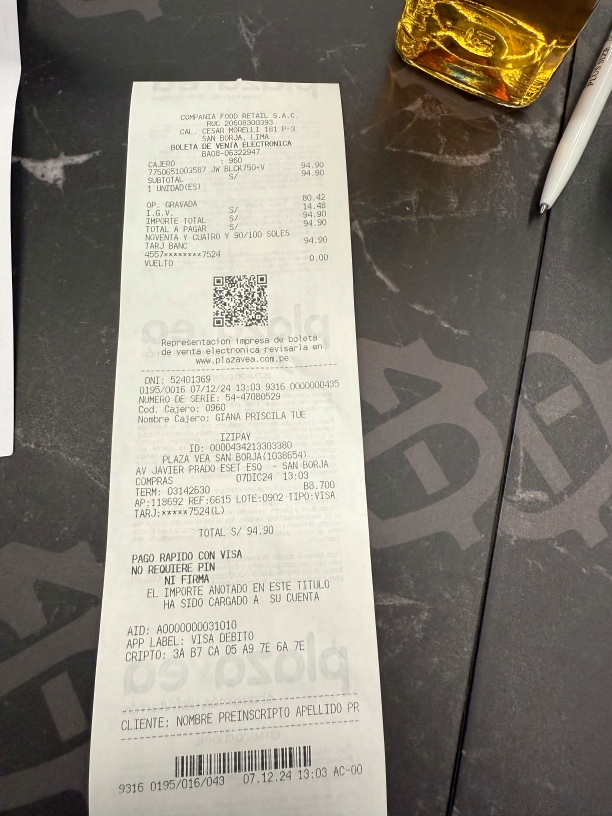 COMPANIA FOOD RETAIL S.A.C.
RUC 20608300393
CAL. CESAR MORELLI 181 P-3
SAN BORJA, LIMA
BOLETA DE VENTA ELECTRONICA
BA08-06322947
CAJERO : 960
7750651003587 JW BLCK750+V 94.90
SUBTOTAL S/ 94.90
1 UNIDAD(ES)
OP. GRAVADA 80.42
I.G.V. S/ 14.48
IMPORTE TOTAL S/ 94.90
TOTAL A PAGAR S/ 94.90
NOVENTA Y CUATRO Y 90/100 SOLES
TARJ BANC 94.90
4557********7524
VUELTO 0.00
Representacion impresa de boleta
de venta electronica revisarla en
www.plazavea.com.pe
DNI: 52401369
0195/0016 07/12/24 13:03 9316 0000000435
NUMERO DE SERIE: 54-47080529
Cod. Cajero: 0960
Nombre Cajero: GIANA PRISCILA TUE
IZIPAY
ID: 0000434213303380
PLAZA VEA SAN BORJA(1038654)
AV JAVIER PRADO ESET ESQ - SAN BORJA
COMPRAS 07DIC24 13:03
TERM: 03142630 B8.700
AP:118692 REF:6615 LOTE:0902 TIPO:VISA
TARJ:*****7524(L)
TOTAL S/ 94.90
PAGO RAPIDO CON VISA
NO REQUIERE PIN
NI FIRMA
EL IMPORTE ANOTADO EN ESTE TITULO
HA SIDO CARGADO A SU CUENTA
AID: A0000000031010
APP LABEL: VISA DEBITO
CRIPTO: 3A B7 CA 05 A9 7E 6A 7E
CLIENTE: NOMBRE PREINSCRIPTO APELLIDO PR
9316 0195/016/043 07.12.24 13:03 AC-00
PLUS SIZE